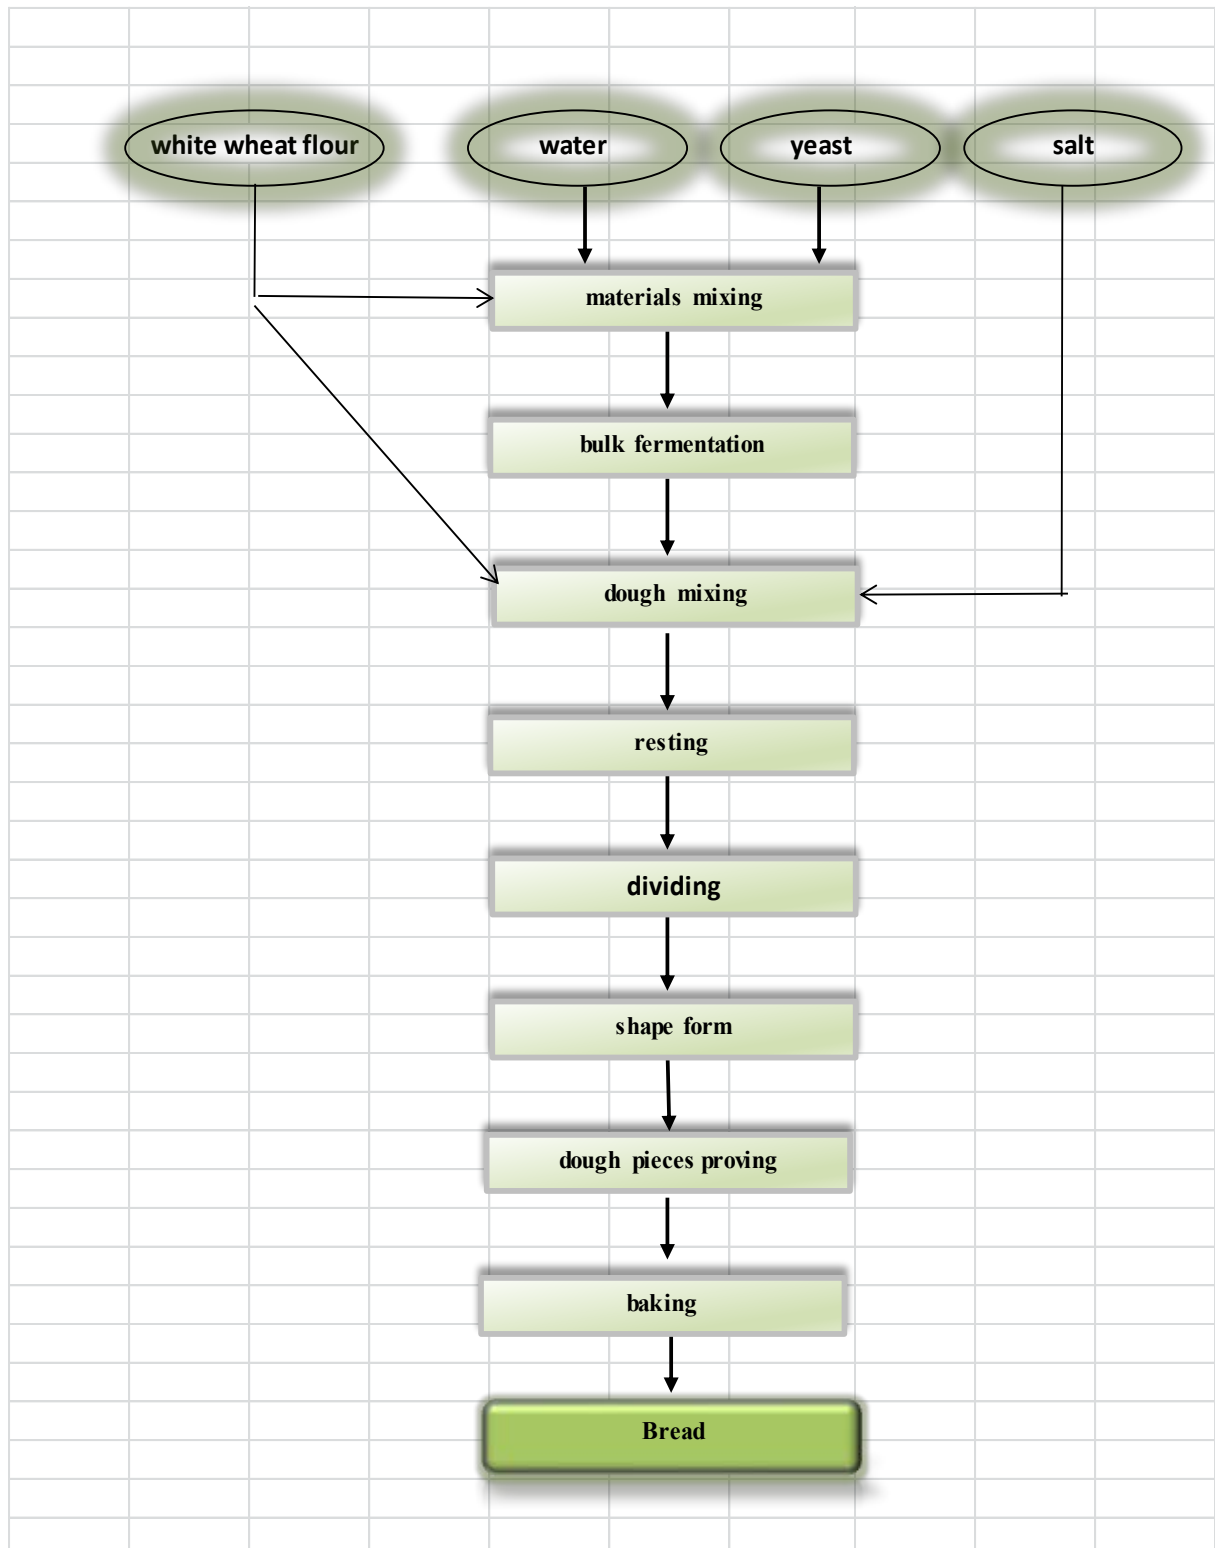 white wheat flour
water
yeast
salt
materials mixing
bulk fermentation
dough mixing
resting
dividing
shape form
dough pieces proving
baking
Bread